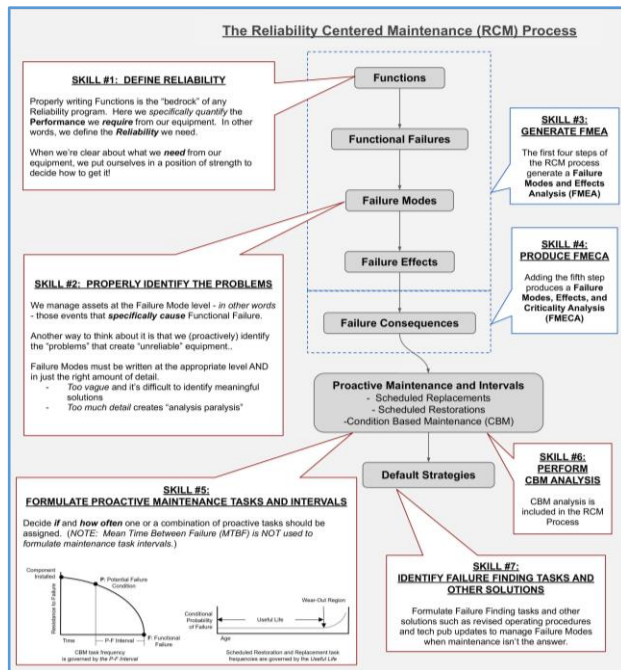 The Reliability Centered Maintenance (RCM) Process
SKILL #1: DEFINE RELIABILITY
Properly writing Functions is the "bedrock" of any
Reliability program. Here we specifically quantify the
Performance we require from our equipment. In other
words, we define the Reliability we need.
When we're clear about what we need from our
equipment, we put ourselves in a position of strength to
decide how to get it!
Functions
Functional Failures
Failure Modes
Failure Effects
Failure Consequences
SKILL #3:
GENERATE FMEA
The first four steps of
the RCM process
generate a Failure
Modes and Effects
Analysis (FMEA)
SKILL #4:
PRODUCE FMECA
Adding the fifth step
produces a Failure
Modes, Effects, and
Criticality Analysis
(FMECA)
SKILL #2: PROPERLY IDENTIFY THE PROBLEMS
We manage assets at the Failure Mode level - in other words
- those events that specifically cause Functional Failure.
Another way to think about it is that we (proactively) identify
the "problems" that create "unreliable" equipment..
Failure Modes must be written at the appropriate level AND
in just the right amount of detail.
- Too vague and it's difficult to identify meaningful
solutions
- Too much detail creates "analysis paralysis"
Proactive Maintenance and Intervals
- Scheduled Replacements
- Scheduled Restorations
-Condition Based Maintenance (CBM)
Default Strategies
SKILL #6:
PERFORM
CBM ANALYSIS
CBM analysis is
included in the RCM
Process
SKILL #5:
FORMULATE PROACTIVE MAINTENANCE TASKS AND INTERVALS
Decide if and how often one or a combination of proactive tasks should be
assigned. (NOTE: Mean Time Between Failure (MTBF) is NOT used to
formulate maintenance task intervals.)
Component
Installed
P: Potential Failure
Condition
Resistance to Failure
F: Functional
Failure
Time
P-F Interval
CBM task frequency
is governed by the P-F Interval
Wear-Out Region
Conditional
Probability
of Failure
Useful Life
Age
Scheduled Restoration and Replacement task
frequencies are governed by the Useful Life
SKILL #7:
IDENTIFY FAILURE FINDING TASKS AND
OTHER SOLUTIONS
Formulate Failure Finding tasks and other
solutions such as revised operating procedures
and tech pub updates to manage Failure Modes
when maintenance isn't the answer.